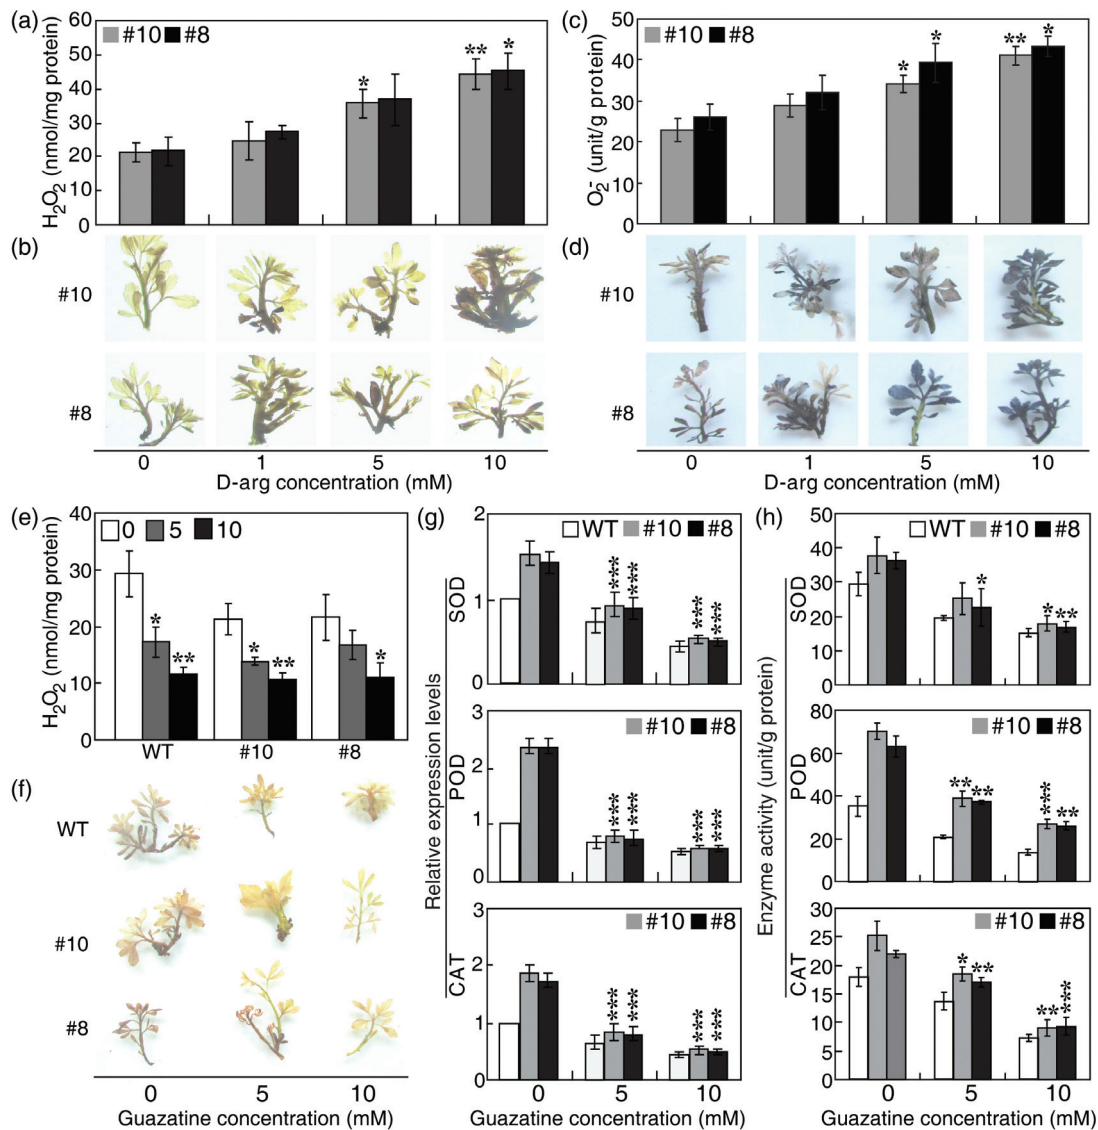 (a)
60
50
40
30
20
10
0
H2O2 (nmol/mg protein)
#10 #8
* ** *
(c)
50
40
30
20
10
0
O2- (unit/g protein)
#10 #8
* * ** *
(b)
#10
#8
0 1 5 10
D-arg concentration (mM)
(d)
#10
#8
0 1 5 10
D-arg concentration (mM)
(e)
40
30
20
10
0
H2O2 (nmol/mg protein)
0 5 10
* ** * ** *
WT #10 #8
(f)
WT
#10
#8
0 5 10
Guazatine concentration (mM)
(g)
Relative expression levels
SOD
2
1
0
WT #10 #8
*** *** *** ***
POD
3
2
1
0
#10 #8
*** *** *** ***
CAT
3
2
1
0
#10 #8
*** *** *** ***
0 5 10
Guazatine concentration (mM)
(h)
Enzyme activity (unit/g protein)
SOD
50
40
30
20
10
0
WT #10 #8
* * **
POD
80
60
40
20
0
#10 #8
** ** *** **
CAT
30
25
20
15
10
5
0
#10 #8
* ** ** ***
0 5 10
Guazatine concentration (mM)